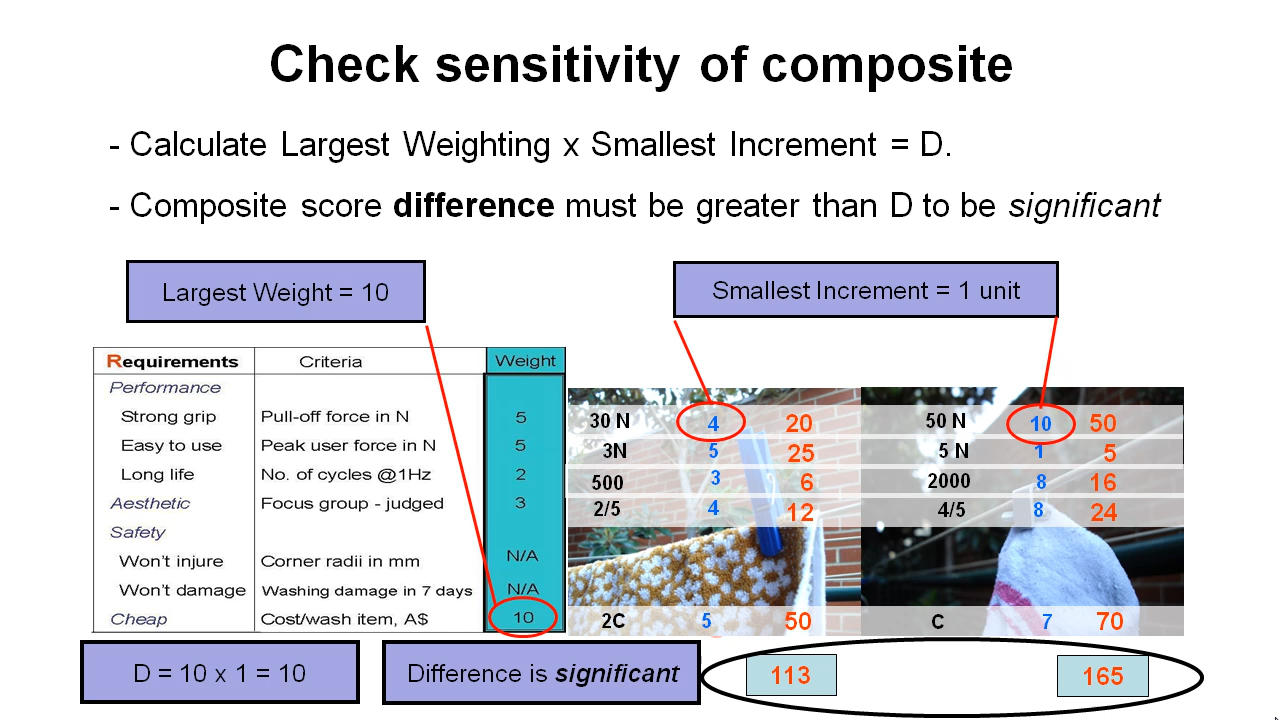 Check sensitivity of composite
- Calculate Largest Weighting x Smallest Increment = D.
- Composite score difference must be greater than D to be significant
Largest Weight = 10
Smallest Increment = 1 unit
Requirements Criteria Weight
Performance
Strong grip Pull-off force in N 5 30 N 4 20 50 N 10 50
Easy to use Peak user force in N 5 3N 5 25 5 N 1 5
Long life No. of cycles @1Hz 2 500 3 6 2000 8 16
Aesthetic Focus group - judged 3 2/5 4 12 4/5 8 24
Safety
Won't injure Corner radii in mm N/A
Won't damage Washing damage in 7 days N/A
Cheap Cost/wash item, A$ 10 2C 5 50 C 7 70
D = 10 x 1 = 10
Difference is significant
113 165